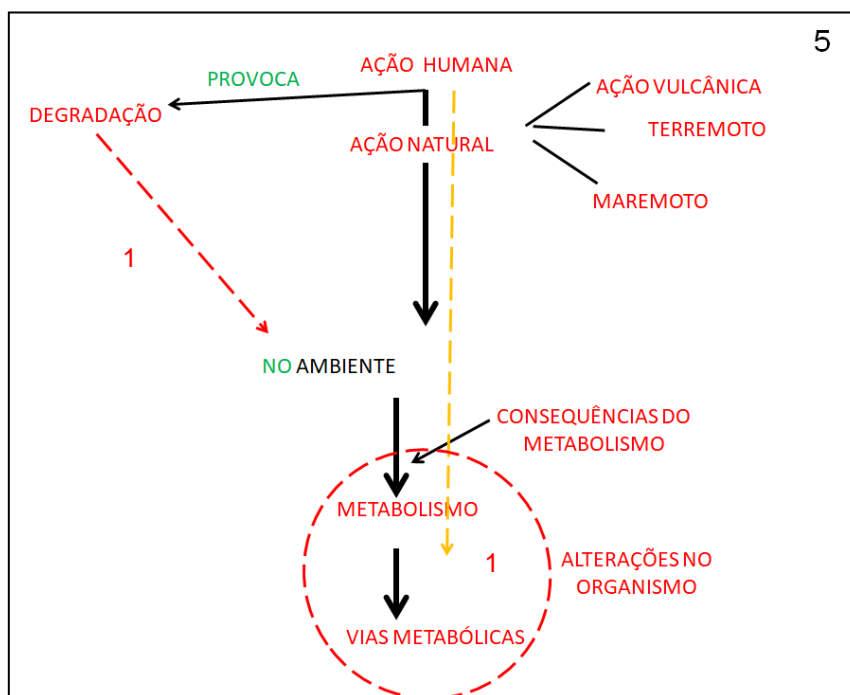 5
AÇÃO HUMANA
PROVOCA
AÇÃO VULCÂNICA
DEGRADAÇÃO
TERREMOTO
AÇÃO NATURAL
MAREMOTO
1
NO AMBIENTE
CONSEQUÊNCIAS DO
METABOLISMO
METABOLISMO
1
ALTERAÇÕES NO
ORGANISMO
VIAS METABÓLICAS